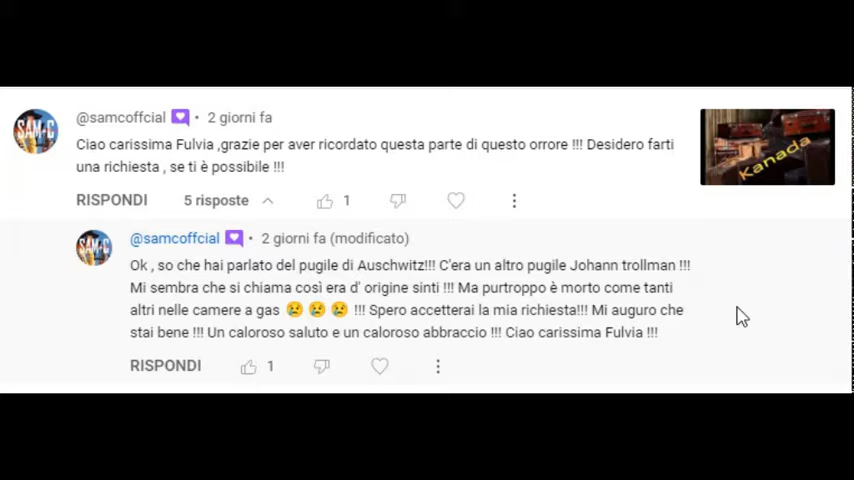 SAM-C
@samcoffcial • 2 giorni fa
Ciao carissima Fulvia ,grazie per aver ricordato questa parte di questo orrore !!! Desidero farti
una richiesta , se ti è possibile !!!
Kanada
RISPONDI 5 risposte 1
SAM-C
@samcoffcial • 2 giorni fa (modificato)
Ok , so che hai parlato del pugile di Auschwitz!!! C'era un altro pugile Johann trollman !!!
Mi sembra che si chiama così era d' origine sinti !!! Ma purtroppo è morto come tanti
altri nelle camere a gas 😢 😢 😢 !!! Spero accetterai la mia richiesta!!! Mi auguro che
stai bene !!! Un caloroso saluto e un caloroso abbraccio !!! Ciao carissima Fulvia !!!
RISPONDI 1